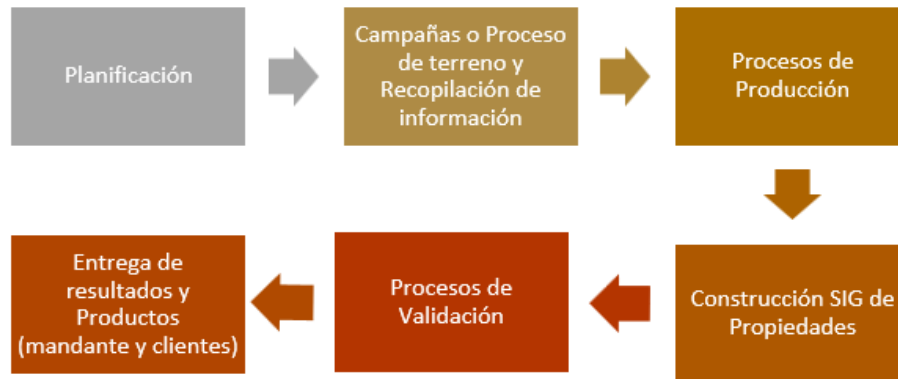 Planificación
Campañas o Proceso
de terreno y
Recopilación de
información
Procesos de
Producción
Construcción SIG de
Propiedades
Procesos de
Validación
Entrega de
resultados y
Productos
(mandante y clientes)